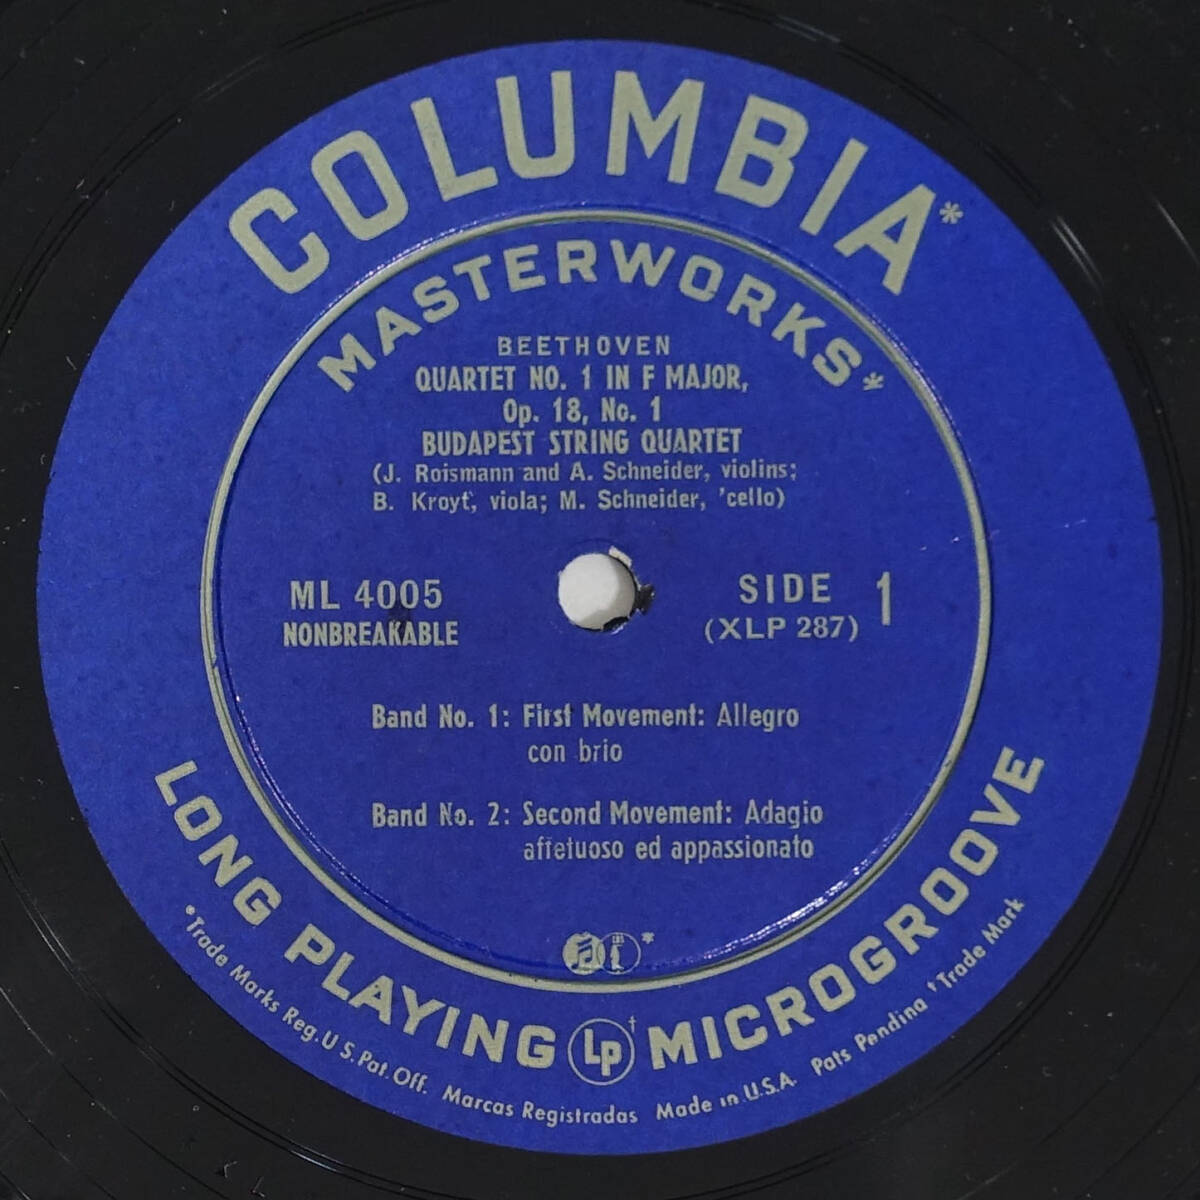 COLUMBIA*
MASTERWORKS*
BEETHOVEN
QUARTET NO. 1 IN F MAJOR,
Op. 18, No. 1
BUDAPEST STRING QUARTET
(J. Roismann and A. Schneider, violins;
B. Kroyt, viola; M. Schneider, 'cello)
ML 4005
NONBREAKABLE
SIDE 1
(XLP 287)
Band No. 1: First Movement: Allegro
con brio
Band No. 2: Second Movement: Adagio
affetuoso ed appassionato
CBS *
LONG PLAYING LP† MICROGROOVE
*Trade Marks Reg. U S. Pat. Off. Marcas Registradas Made in U.S.A. Pats Pending †Trade Mark